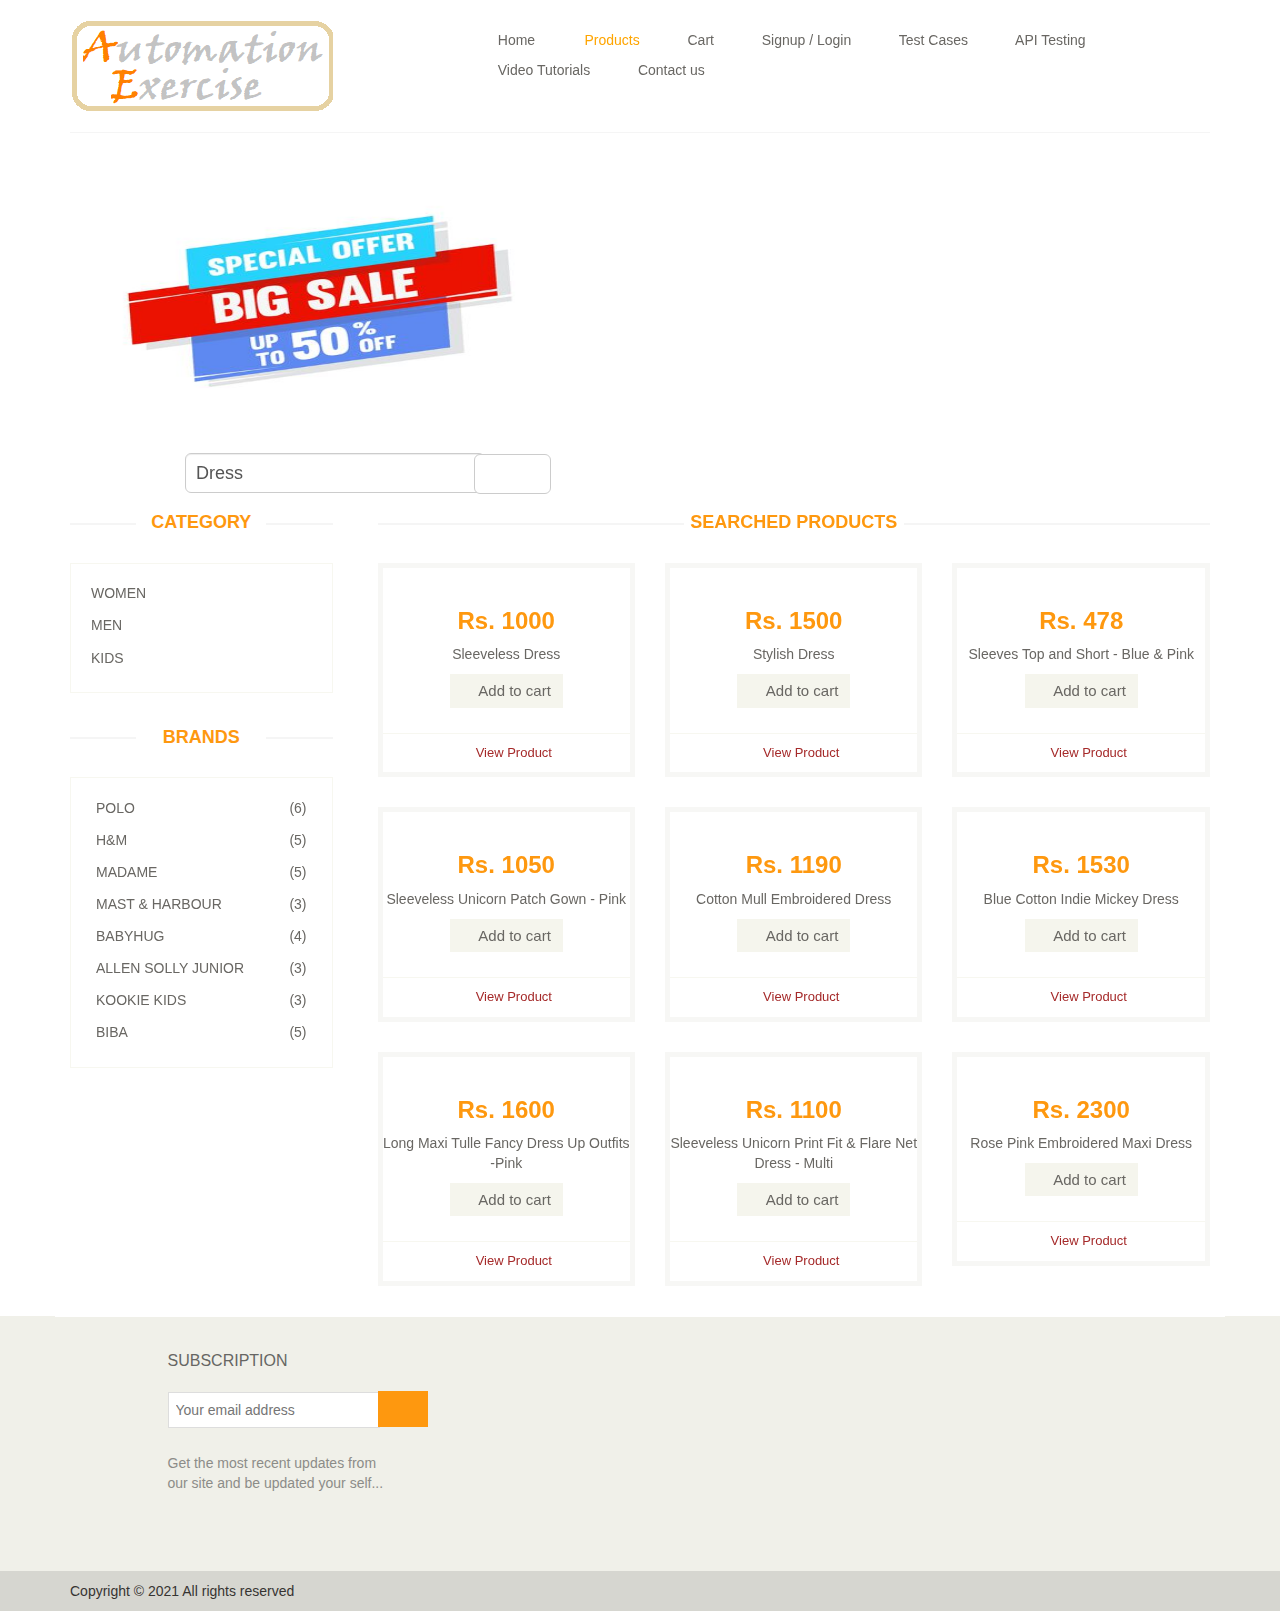 Automation
Exercise
Home Products Cart Signup / Login Test Cases API Testing
Video Tutorials Contact us
SPECIAL OFFER
BIG SALE
UP TO 50% OFF
Dress
CATEGORY
WOMEN
MEN
KIDS
BRANDS
POLO (6)
H&M (5)
MADAME (5)
MAST & HARBOUR (3)
BABYHUG (4)
ALLEN SOLLY JUNIOR (3)
KOOKIE KIDS (3)
BIBA (5)
SEARCHED PRODUCTS
Rs. 1000
Sleeveless Dress
Add to cart
View Product
Rs. 1500
Stylish Dress
Add to cart
View Product
Rs. 478
Sleeves Top and Short - Blue & Pink
Add to cart
View Product
Rs. 1050
Sleeveless Unicorn Patch Gown - Pink
Add to cart
View Product
Rs. 1190
Cotton Mull Embroidered Dress
Add to cart
View Product
Rs. 1530
Blue Cotton Indie Mickey Dress
Add to cart
View Product
Rs. 1600
Long Maxi Tulle Fancy Dress Up Outfits
-Pink
Add to cart
View Product
Rs. 1100
Sleeveless Unicorn Print Fit & Flare Net
Dress - Multi
Add to cart
View Product
Rs. 2300
Rose Pink Embroidered Maxi Dress
Add to cart
View Product
SUBSCRIPTION
Your email address
Get the most recent updates from
our site and be updated your self...
Copyright © 2021 All rights reserved